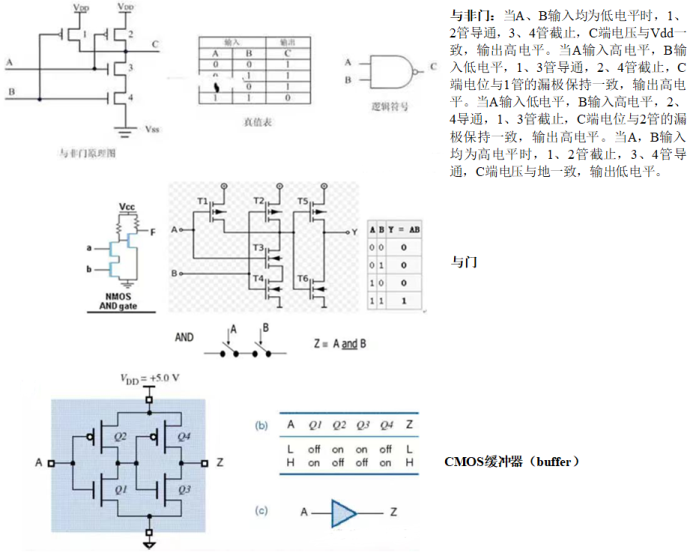 与非门：当A、B输入均为低电平时，1、
2管导通，3、4管截止，C端电压与Vdd一
致，输出高电平。当A输入高电平，B输
入低电平，1、3管导通，2、4管截止，C
端电位与1管的漏极保持一致，输出高电
平。当A输入低电平，B输入高电平，2、
4导通，1、3管截止，C端电位与2管的漏
极保持一致，输出高电平。当A，B输入
均为高电平时，1、2管截止，3、4管导
通，C端电压与地一致，输出低电平。
VDD VDD
1 2
C
A
3
B
4
Vss
与非门原理图
输入 输出
A B C
0 0 1
1
0 1
1 1 0
真值表
A
B
C
逻辑符号
Vcc
F
a
b
NMOS
AND gate
T1 T2 T5
A
T3
Y
B
T4 T6
A B Y = AB
0 0 0
0 1 0
1 0 0
1 1 1
与门
AND A B Z = A and B
VDD = +5.0 V
Q2 Q4
A Z
Q1 Q3
(b) A Q1 Q2 Q3 Q4 Z
L off on on off L
H on off off on H
(c) A Z
CMOS缓冲器（buffer）